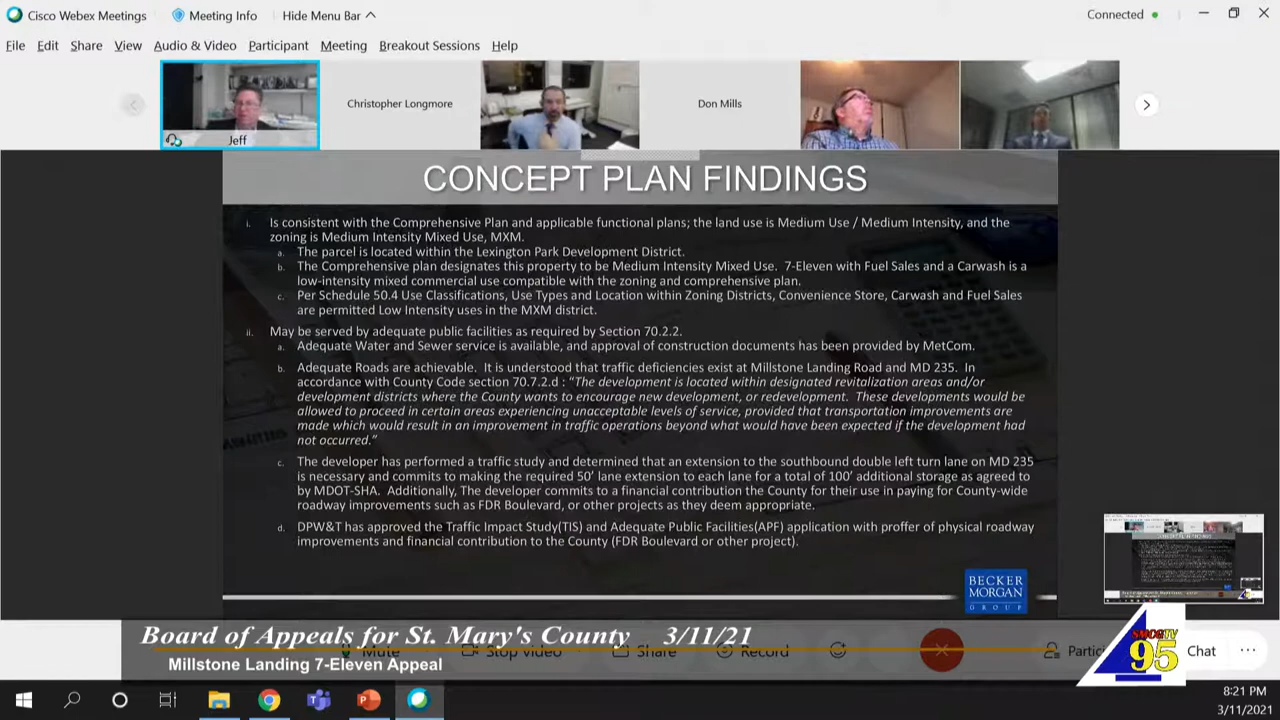 Cisco Webex Meetings
Meeting Info
Hide Menu Bar
Connected
File Edit Share View Audio & Video Participant Meeting Breakout Sessions Help
Jeff
Christopher Longmore
Don Mills
CONCEPT PLAN FINDINGS
i. Is consistent with the Comprehensive Plan and applicable functional plans; the land use is Medium Use / Medium Intensity, and the
zoning is Medium Intensity Mixed Use, MXM.
a. The parcel is located within the Lexington Park Development District.
b. The Comprehensive plan designates this property to be Medium Intensity Mixed Use. 7-Eleven with Fuel Sales and a Carwash is a
low-intensity mixed commercial use compatible with the zoning and comprehensive plan.
c. Per Schedule 50.4 Use Classifications, Use Types and Location within Zoning Districts, Convenience Store, Carwash and Fuel Sales
are permitted Low Intensity uses in the MXM district.
ii. May be served by adequate public facilities as required by Section 70.2.2.
a. Adequate Water and Sewer service is available, and approval of construction documents has been provided by MetCom.
b. Adequate Roads are achievable. It is understood that traffic deficiencies exist at Millstone Landing Road and MD 235. In
accordance with County Code section 70.7.2.d : “The development is located within designated revitalization areas and/or
development districts where the County wants to encourage new development, or redevelopment. These developments would be
allowed to proceed in certain areas experiencing unacceptable levels of service, provided that transportation improvements are
made which would result in an improvement in traffic operations beyond what would have been expected if the development had
not occurred.”
c. The developer has performed a traffic study and determined that an extension to the southbound double left turn lane on MD 235
is necessary and commits to making the required 50’ lane extension to each lane for a total of 100’ additional storage as agreed to
by MDOT-SHA. Additionally, The developer commits to a financial contribution the County for their use in paying for County-wide
roadway improvements such as FDR Boulevard, or other projects as they deem appropriate.
d. DPW&T has approved the Traffic Impact Study(TIS) and Adequate Public Facilities(APF) application with proffer of physical roadway
improvements and financial contribution to the County (FDR Boulevard or other project).
BECKER
MORGAN
GROUP
Board of Appeals for St. Mary's County 3/11/21
Mute Stop video Share Record
Chat
Millstone Landing 7-Eleven Appeal
SMCGTV
95
8:21 PM
3/11/2021